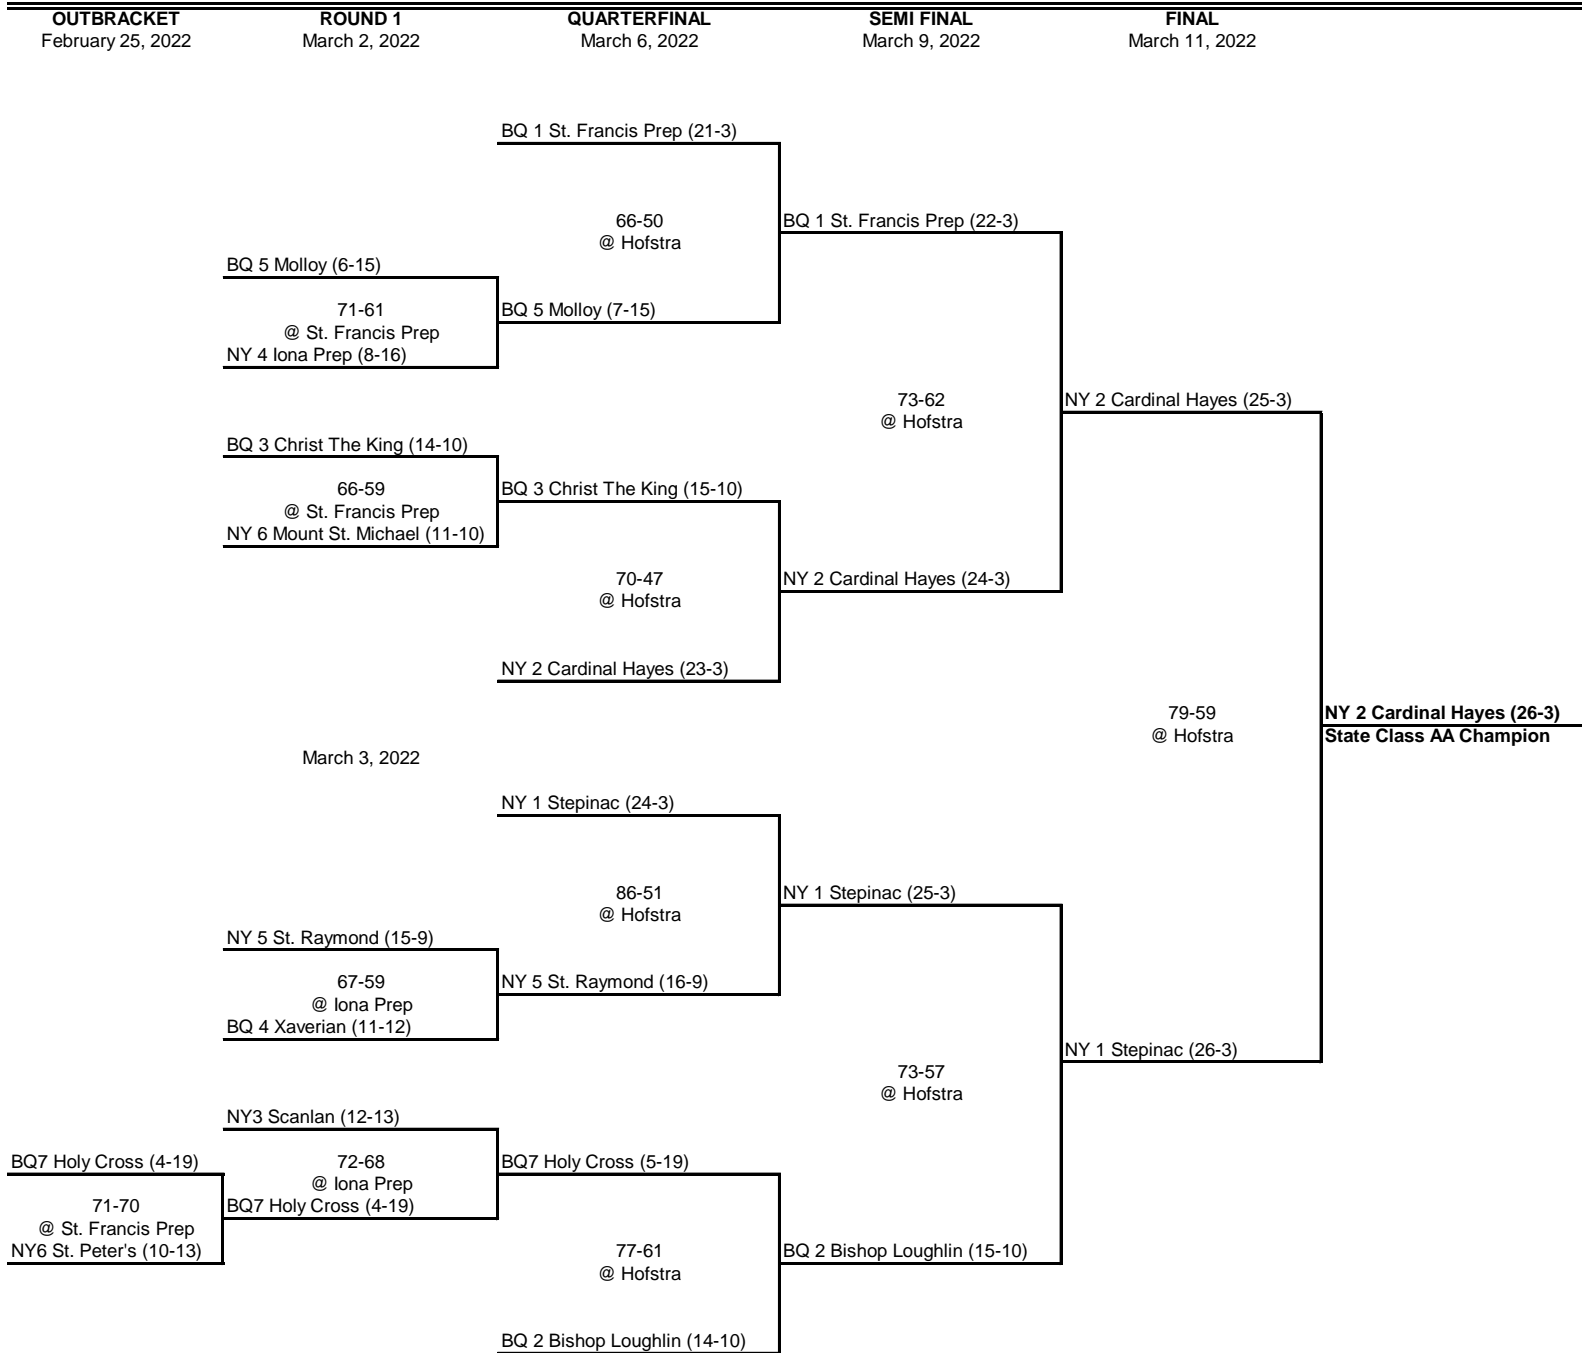 OUTBRACKET ROUND 1 QUARTERFINAL SEMI FINAL FINAL
February 25, 2022 March 2, 2022 March 6, 2022 March 9, 2022 March 11, 2022
BQ 1 St. Francis Prep (21-3)
66-50 BQ 1 St. Francis Prep (22-3)
@ Hofstra
BQ 5 Molloy (6-15)
71-61 BQ 5 Molloy (7-15)
@ St. Francis Prep
NY 4 Iona Prep (8-16)
73-62 NY 2 Cardinal Hayes (25-3)
@ Hofstra
BQ 3 Christ The King (14-10)
66-59 BQ 3 Christ The King (15-10)
@ St. Francis Prep
NY 6 Mount St. Michael (11-10)
70-47 NY 2 Cardinal Hayes (24-3)
@ Hofstra
NY 2 Cardinal Hayes (23-3)
79-59 NY 2 Cardinal Hayes (26-3)
@ Hofstra State Class AA Champion
March 3, 2022
NY 1 Stepinac (24-3)
86-51 NY 1 Stepinac (25-3)
@ Hofstra
NY 5 St. Raymond (15-9)
67-59 NY 5 St. Raymond (16-9)
@ Iona Prep
BQ 4 Xaverian (11-12)
NY 1 Stepinac (26-3)
73-57
@ Hofstra
NY3 Scanlan (12-13)
BQ7 Holy Cross (4-19) 72-68 BQ7 Holy Cross (5-19)
@ Iona Prep
71-70 BQ7 Holy Cross (4-19)
@ St. Francis Prep
NY6 St. Peter's (10-13) 77-61 BQ 2 Bishop Loughlin (15-10)
@ Hofstra
BQ 2 Bishop Loughlin (14-10)